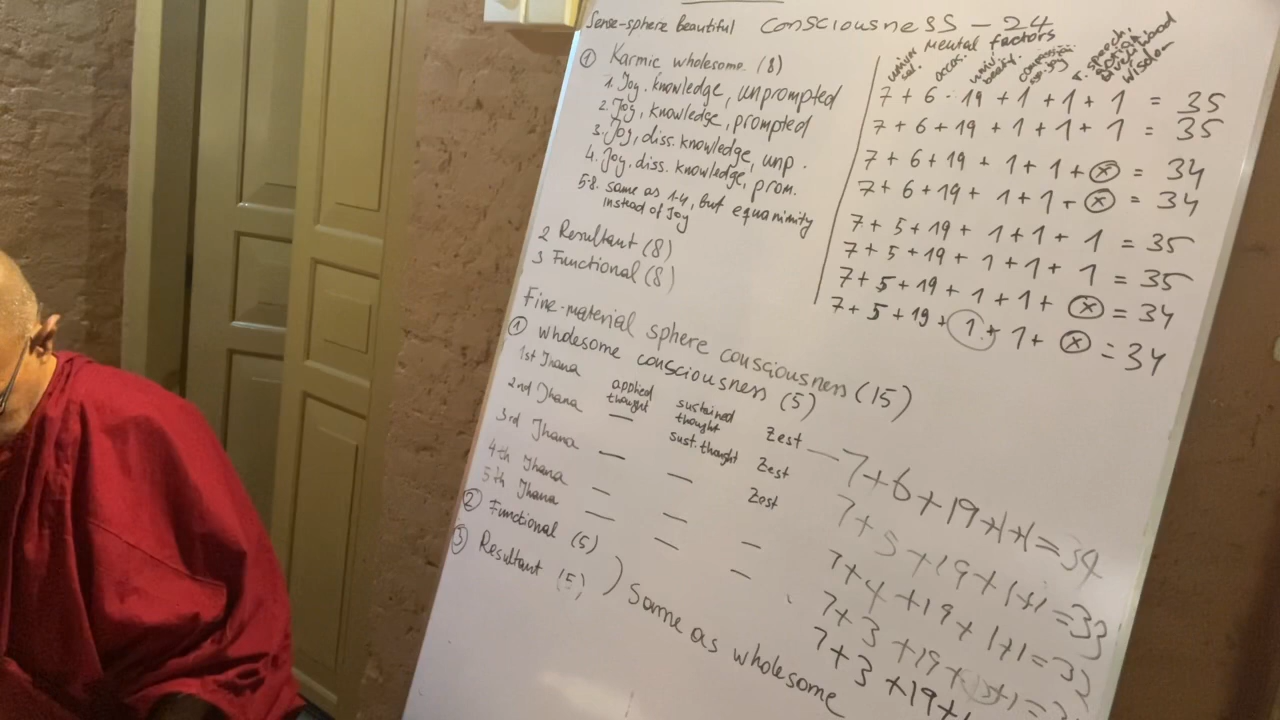 Sense-sphere beautiful consciousness - 24
Mental factors
occas.
wisdom
① Karmic wholesome (8)
1. Joy, knowledge, unprompted
7 + 6 · 19 + 1 + 1 + 1 = 35
2. Joy, knowledge, prompted
7 + 6 + 19 + 1 + 1 + 1 = 35
3. Joy, diss. knowledge, unp.
7 + 6 + 19 + 1 + 1 + ⓧ = 34
4. Joy. diss. knowledge, prom.
7 + 6 + 19 + 1 + 1 + ⓧ = 34
5-8. same as 1-4, but equanimity
instead of Joy
7 + 5 + 19 + 1 + 1 + 1 = 35
7 + 5 + 19 + 1 + 1 + 1 = 35
7 + 5 + 19 + 1 + 1 + ⓧ = 34
7 + 5 + 19 + 1 + 1 + ⓧ = 34
2 Resultant (8)
3 Functional (8)
Fine-material sphere consciousness (15)
① wholesome consciousness (5)
1st Jhana applied thought sustained thought Zest — 7 + 6 + 19 + 1 + 1 = 34
2nd Jhana — sust. thought Zest 7 + 5 + 19 + 1 + 1 = 33
3rd Jhana — — Zest 7 + 4 + 19 + 1 + 1 = 32
4th Jhana — — — 7 + 3 + 19
5th Jhana — — — 7 + 3 + 19 +
② Functional (5)
③ Resultant (5)
) Same as wholesome